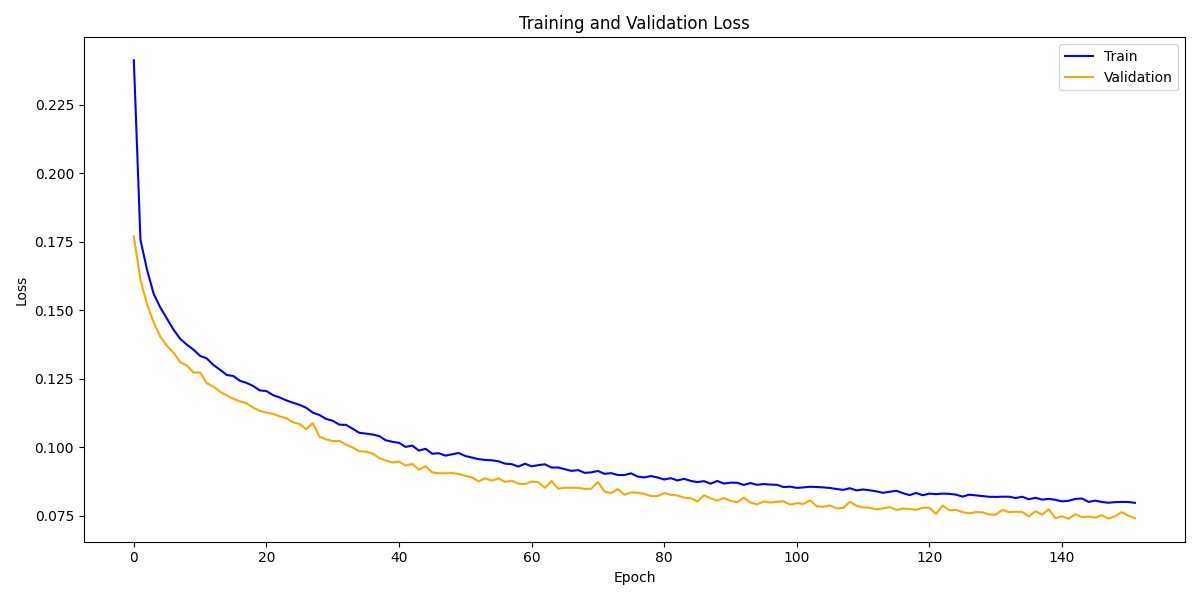 Training and Validation Loss
Train
Validation
0.225
0.200
0.175
0.150
0.125
0.100
0.075
Loss
0 20 40 60 80 100 120 140
Epoch